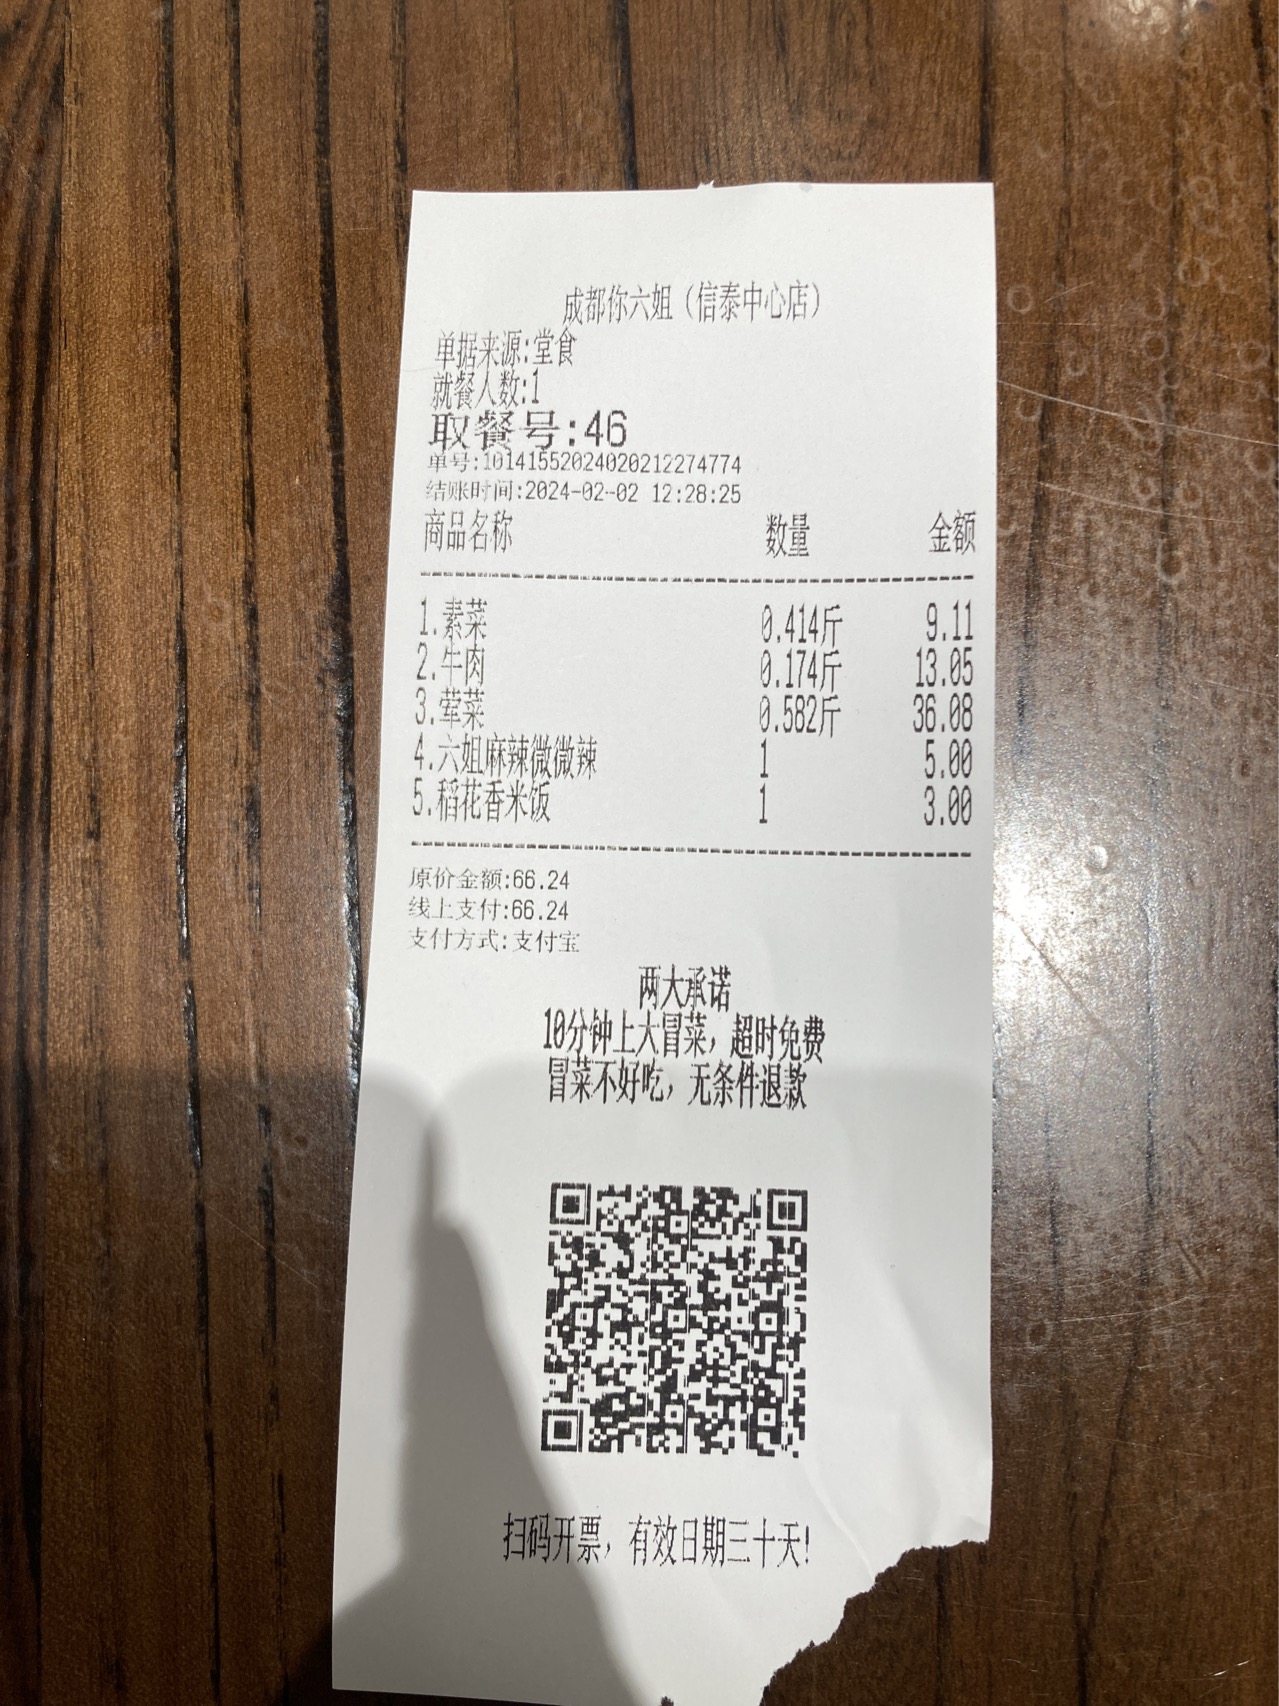 成都你六姐（信泰中心店）
单据来源:堂食
就餐人数:1
取餐号:46
单号:10141552024020212274774
结账时间:2024-02-02 12:28:25
商品名称 数量 金额
1.素菜 0.414斤 9.11
2.牛肉 0.174斤 13.05
3.荤菜 0.582斤 36.08
4.六姐麻辣微微辣 1 5.00
5.稻花香米饭 1 3.00
原价金额:66.24
线上支付:66.24
支付方式:支付宝
两大承诺
10分钟上大冒菜，超时免费
冒菜不好吃，无条件退款
扫码开票，有效日期三十天!